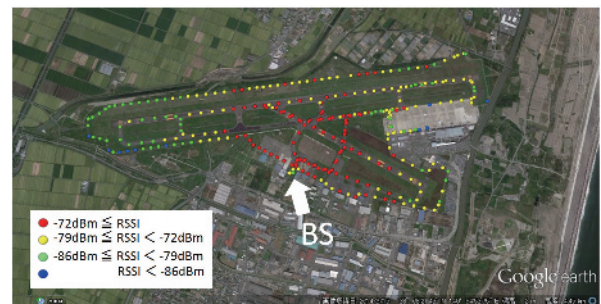 BS
-72dBm ≦ RSSI
-79dBm ≦ RSSI < -72dBm
-86dBm ≦ RSSI < -79dBm
RSSI < -86dBm
Google earth